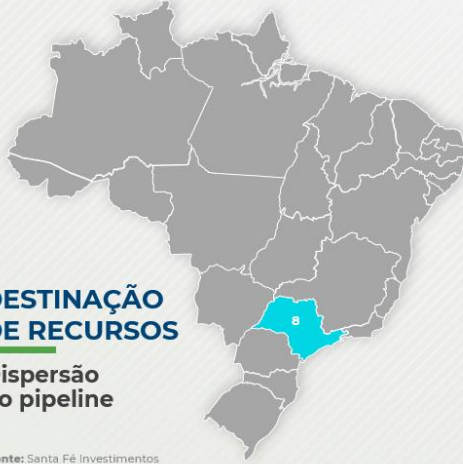 8
DESTINAÇÃO
DE RECURSOS
ispersão
o pipeline
nte: Santa Fé Investimentos